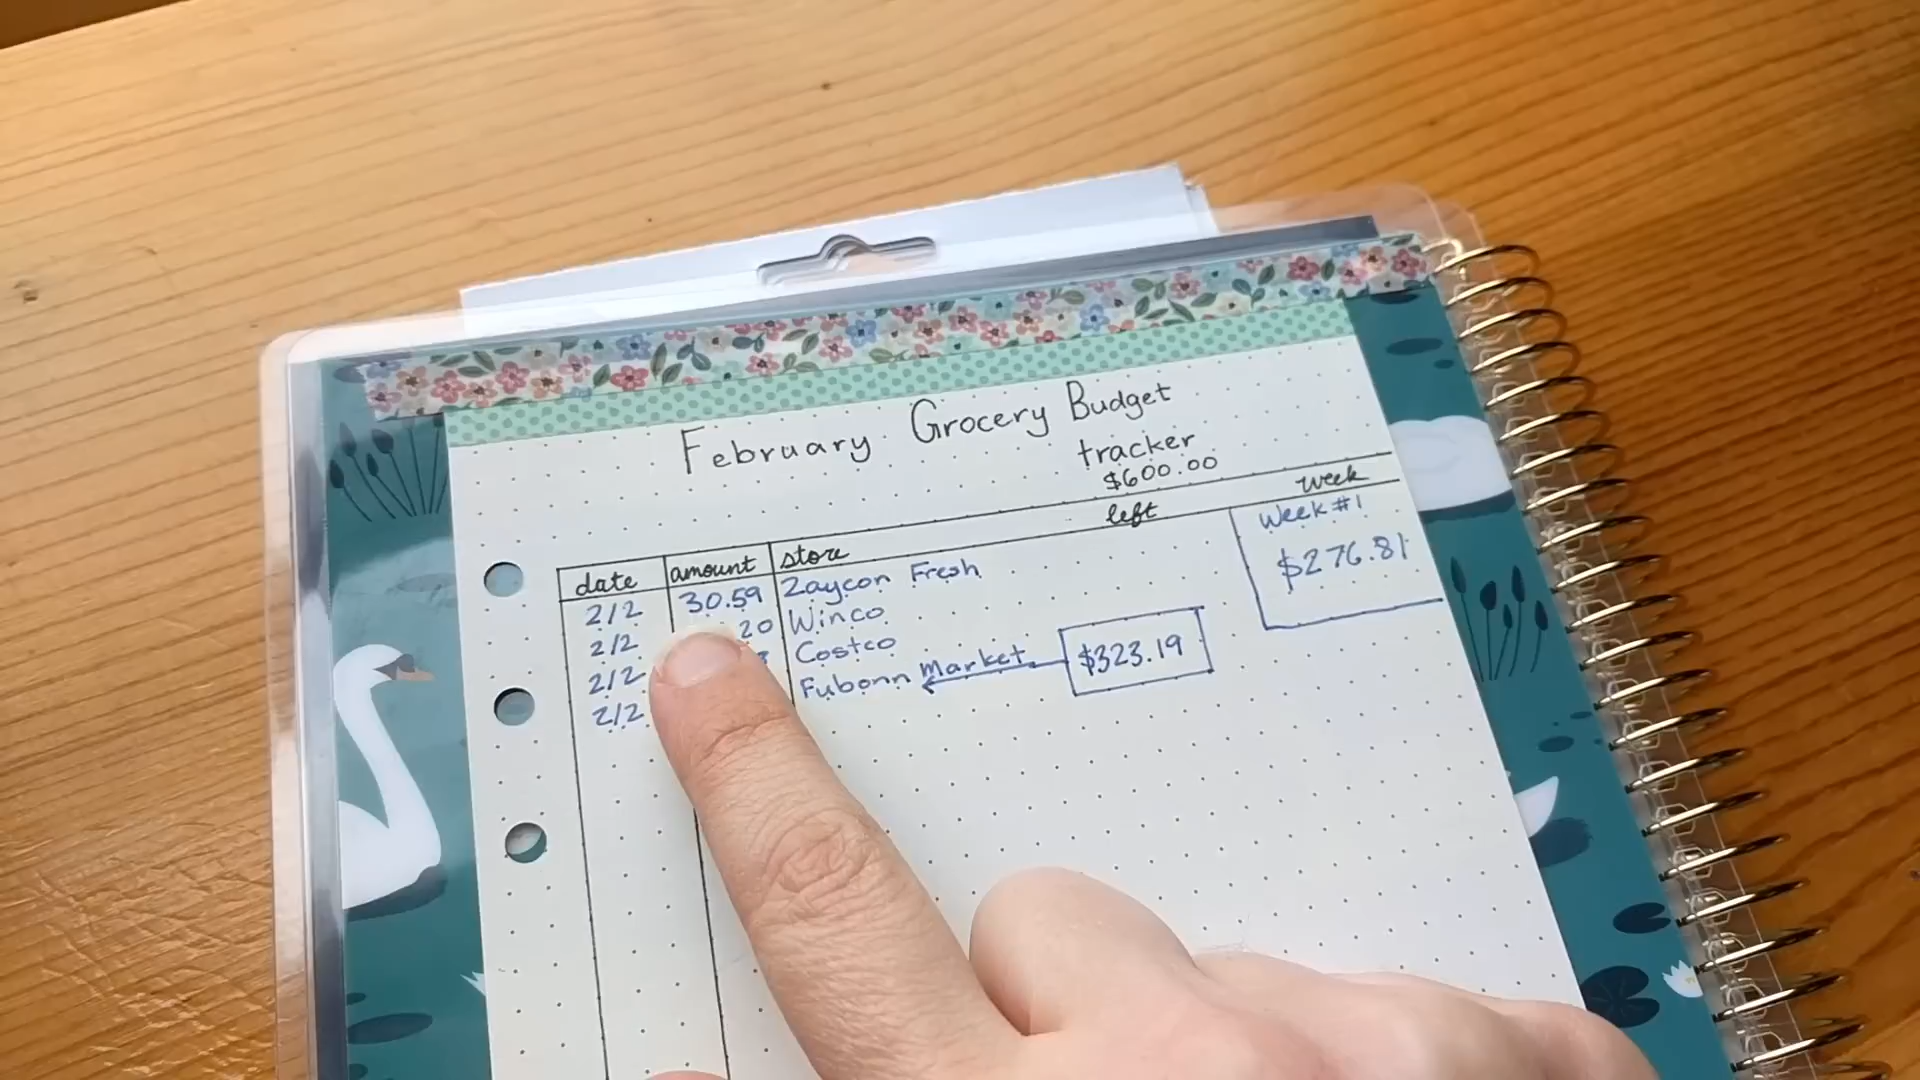 February Grocery Budget
tracker
$600.00
date amount store left week
2/2 30.59 Zaycon Fresh Week #1
2/2 20 Winco $276.81
2/2 Costco
2/2 Fubonn Market $323.19